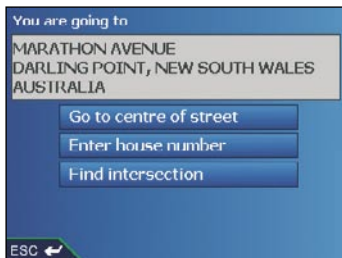 You are going to
MARATHON AVENUE
DARLING POINT, NEW SOUTH WALES
AUSTRALIA
Go to centre of street
Enter house number
Find intersection
ESC